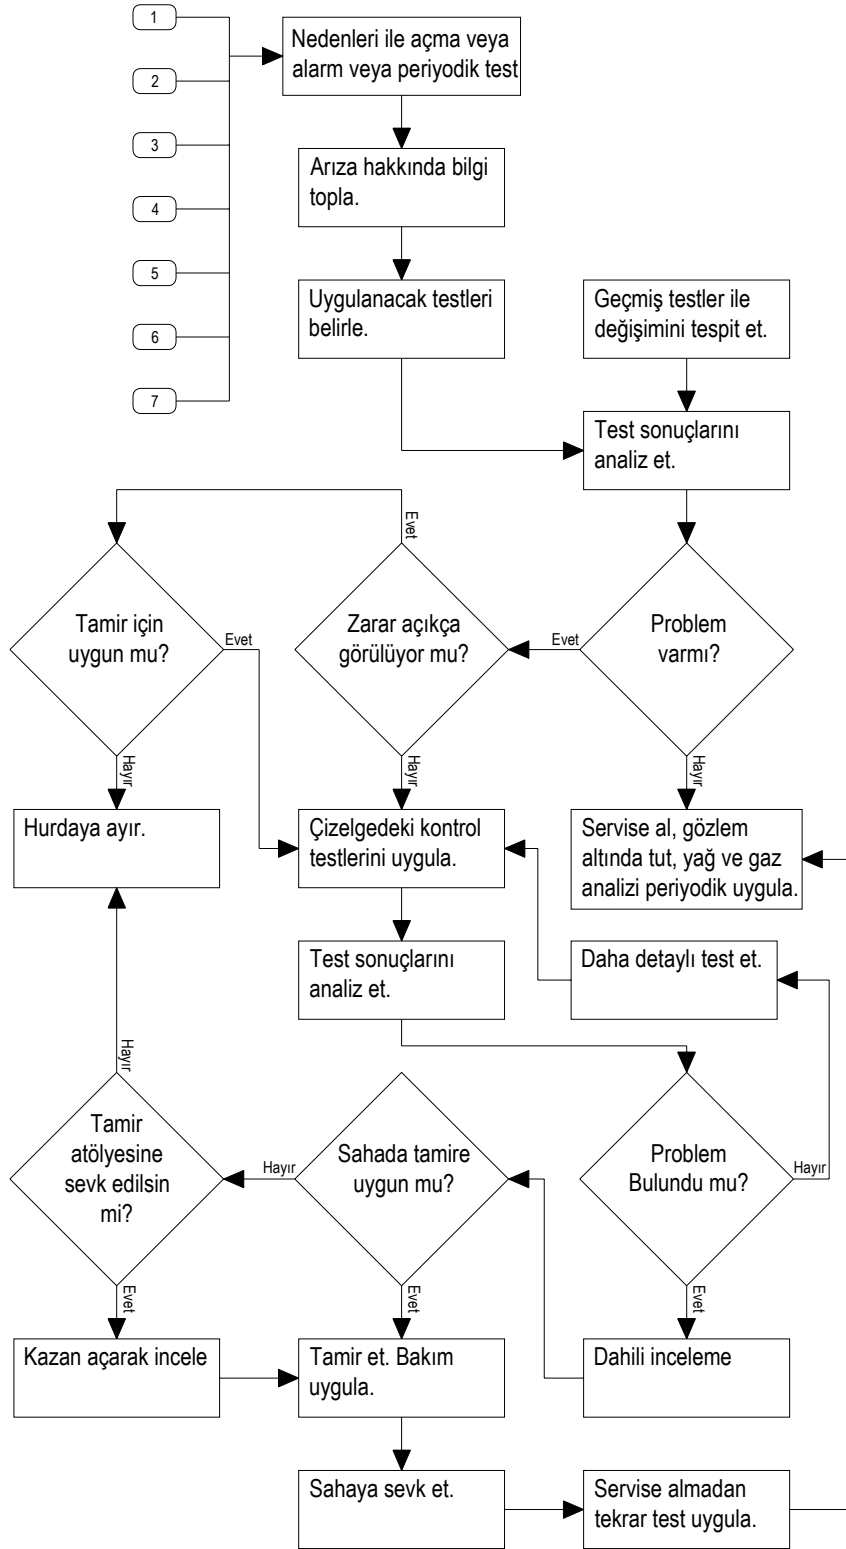 1
2
3
4
5
6
7
Nedenleri ile açma veya
alarm veya periyodik test
Arıza hakkında bilgi
topla.
Uygulanacak testleri
belirle.
Geçmiş testler ile
değişimini tespit et.
Test sonuçlarını
analiz et.
Problem
varmı?
Evet
Hayır
Zarar açıkça
görülüyor mu?
Evet
Hayır
Tamir için
uygun mu?
Evet
Hayır
Hurdaya ayır.
Çizelgedeki kontrol
testlerini uygula.
Servise al, gözlem
altında tut, yağ ve gaz
analizi periyodik uygula.
Test sonuçlarını
analiz et.
Daha detaylı test et.
Problem
Bulundu mu?
Hayır
Evet
Dahili inceleme
Sahada tamire
uygun mu?
Hayır
Evet
Tamir
atölyesine
sevk edilsin
mi?
Hayır
Evet
Kazan açarak incele
Tamir et. Bakım
uygula.
Sahaya sevk et.
Servise almadan
tekrar test uygula.